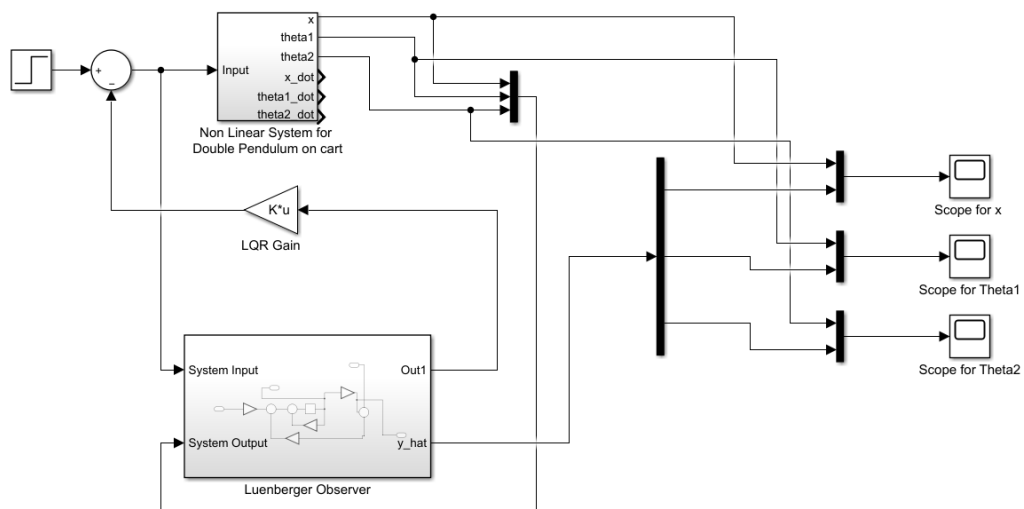 x
theta1
theta2
x_dot
theta1_dot
theta2_dot
Input
Non Linear System for
Double Pendulum on cart
+
−
K*u
LQR Gain
Scope for x
Scope for Theta1
Scope for Theta2
System Input
Out1
System Output
y_hat
Luenberger Observer